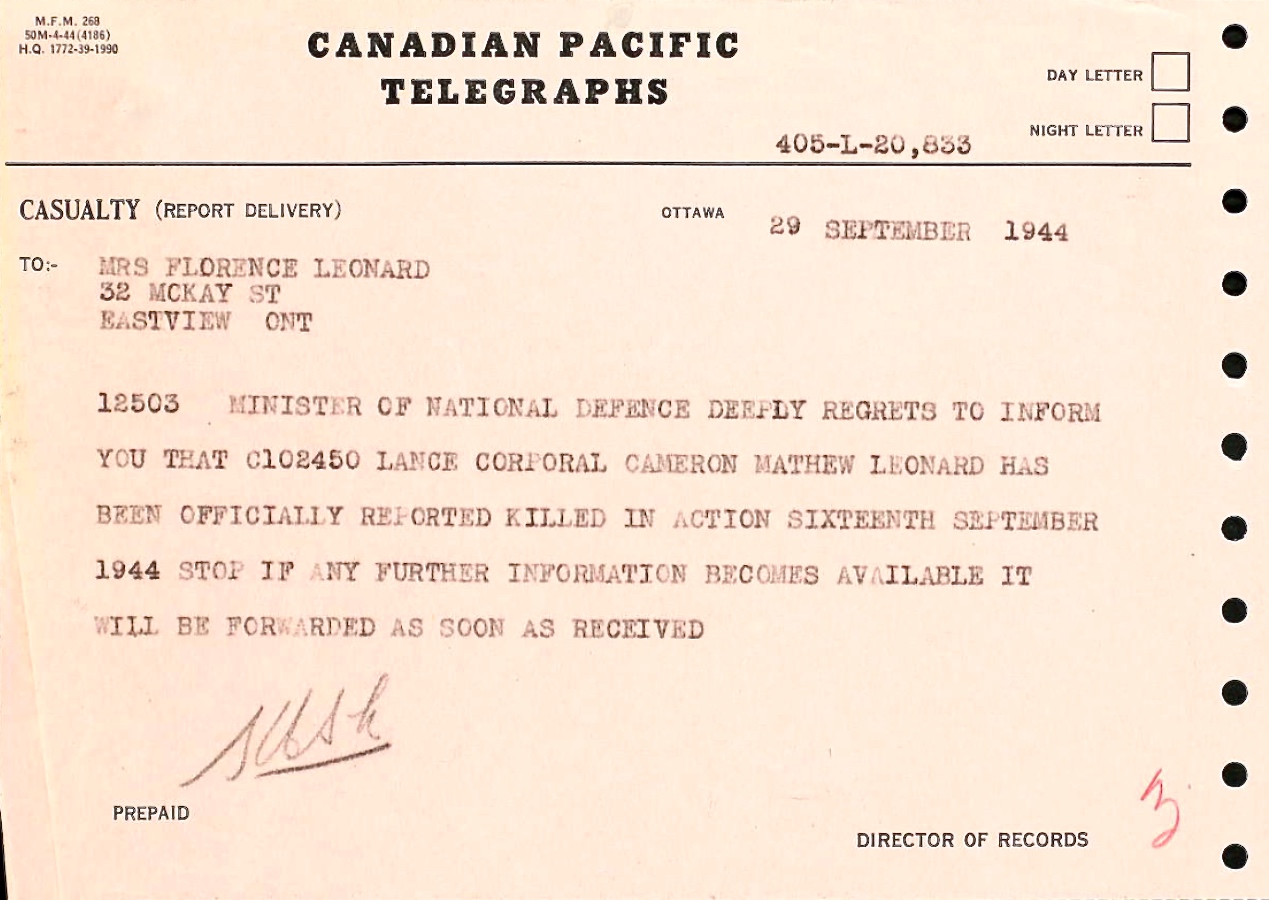 M.F.M. 268
50M-4-44(4186)
H.Q. 1772-39-1990
CANADIAN PACIFIC
TELEGRAPHS
DAY LETTER
NIGHT LETTER
405-L-20,833
CASUALTY (REPORT DELIVERY)
OTTAWA 29 SEPTEMBER 1944
TO:- MRS FLORENCE LEONARD
32 MCKAY ST
EASTVIEW ONT
12503 MINISTER OF NATIONAL DEFENCE DEEPLY REGRETS TO INFORM
YOU THAT C102450 LANCE CORPORAL CAMERON MATHEW LEONARD HAS
BEEN OFFICIALLY REPORTED KILLED IN ACTION SIXTEENTH SEPTEMBER
1944 STOP IF ANY FURTHER INFORMATION BECOMES AVAILABLE IT
WILL BE FORWARDED AS SOON AS RECEIVED
PREPAID
DIRECTOR OF RECORDS
3